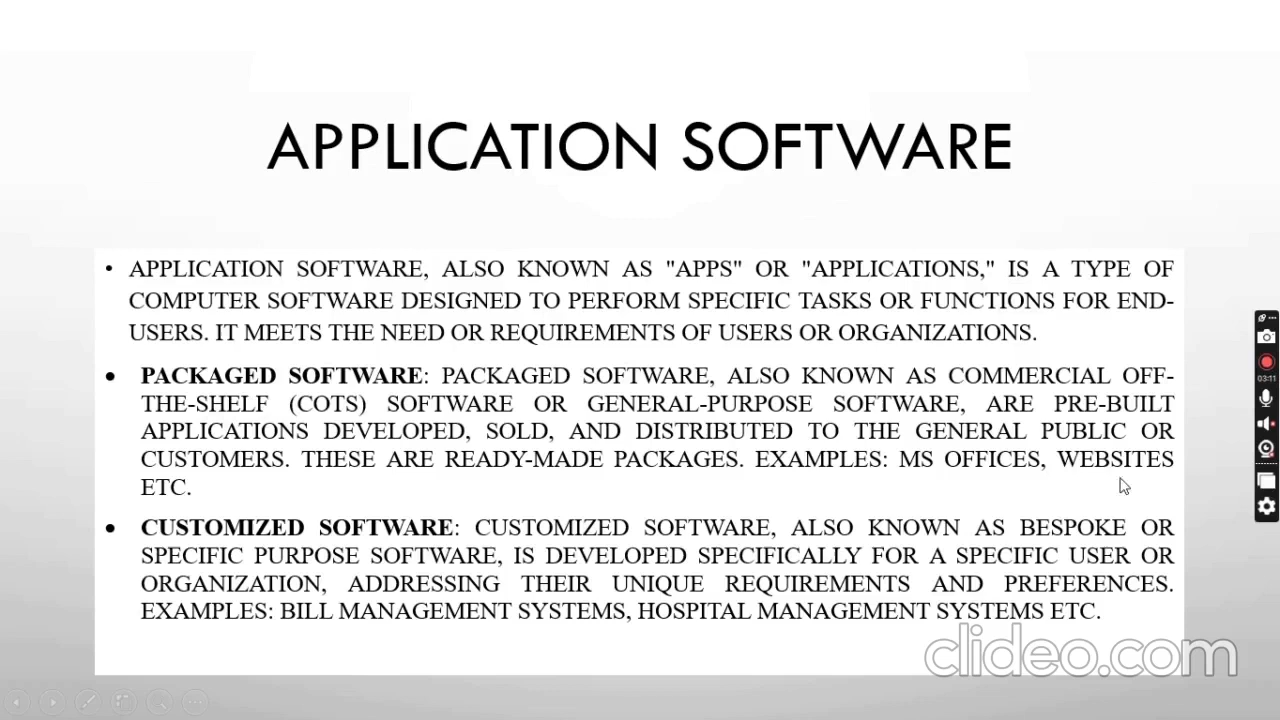 APPLICATION SOFTWARE
• APPLICATION SOFTWARE, ALSO KNOWN AS "APPS" OR "APPLICATIONS," IS A TYPE OF
COMPUTER SOFTWARE DESIGNED TO PERFORM SPECIFIC TASKS OR FUNCTIONS FOR END-
USERS. IT MEETS THE NEED OR REQUIREMENTS OF USERS OR ORGANIZATIONS.
• PACKAGED SOFTWARE: PACKAGED SOFTWARE, ALSO KNOWN AS COMMERCIAL OFF-
THE-SHELF (COTS) SOFTWARE OR GENERAL-PURPOSE SOFTWARE, ARE PRE-BUILT
APPLICATIONS DEVELOPED, SOLD, AND DISTRIBUTED TO THE GENERAL PUBLIC OR
CUSTOMERS. THESE ARE READY-MADE PACKAGES. EXAMPLES: MS OFFICES, WEBSITES
ETC.
• CUSTOMIZED SOFTWARE: CUSTOMIZED SOFTWARE, ALSO KNOWN AS BESPOKE OR
SPECIFIC PURPOSE SOFTWARE, IS DEVELOPED SPECIFICALLY FOR A SPECIFIC USER OR
ORGANIZATION, ADDRESSING THEIR UNIQUE REQUIREMENTS AND PREFERENCES.
EXAMPLES: BILL MANAGEMENT SYSTEMS, HOSPITAL MANAGEMENT SYSTEMS ETC.
clideo.com
03:11